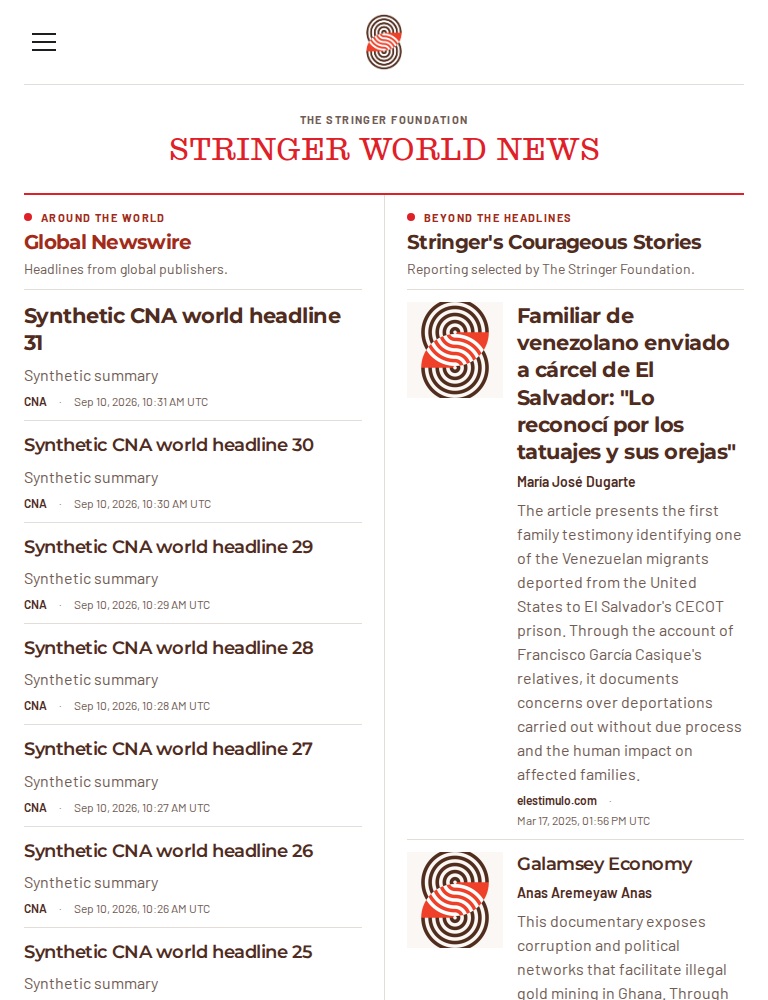 THE STRINGER FOUNDATION
STRINGER WORLD NEWS
AROUND THE WORLD
Global Newswire
Headlines from global publishers.
Synthetic CNA world headline
31
Synthetic summary
CNA · Sep 10, 2026, 10:31 AM UTC
Synthetic CNA world headline 30
Synthetic summary
CNA · Sep 10, 2026, 10:30 AM UTC
Synthetic CNA world headline 29
Synthetic summary
CNA · Sep 10, 2026, 10:29 AM UTC
Synthetic CNA world headline 28
Synthetic summary
CNA · Sep 10, 2026, 10:28 AM UTC
Synthetic CNA world headline 27
Synthetic summary
CNA · Sep 10, 2026, 10:27 AM UTC
Synthetic CNA world headline 26
Synthetic summary
CNA · Sep 10, 2026, 10:26 AM UTC
Synthetic CNA world headline 25
Synthetic summary
BEYOND THE HEADLINES
Stringer's Courageous Stories
Reporting selected by The Stringer Foundation.
Familiar de
venezolano enviado
a cárcel de El
Salvador: "Lo
reconocí por los
tatuajes y sus orejas"
María José Dugarte
The article presents the first
family testimony identifying one
of the Venezuelan migrants
deported from the United
States to El Salvador's CECOT
prison. Through the account of
Francisco García Casique's
relatives, it documents
concerns over deportations
carried out without due process
and the human impact on
affected families.
elestimulo.com ·
Mar 17, 2025, 01:56 PM UTC
Galamsey Economy
Anas Aremeyaw Anas
This documentary exposes
corruption and political
networks that facilitate illegal
gold mining in Ghana. Through